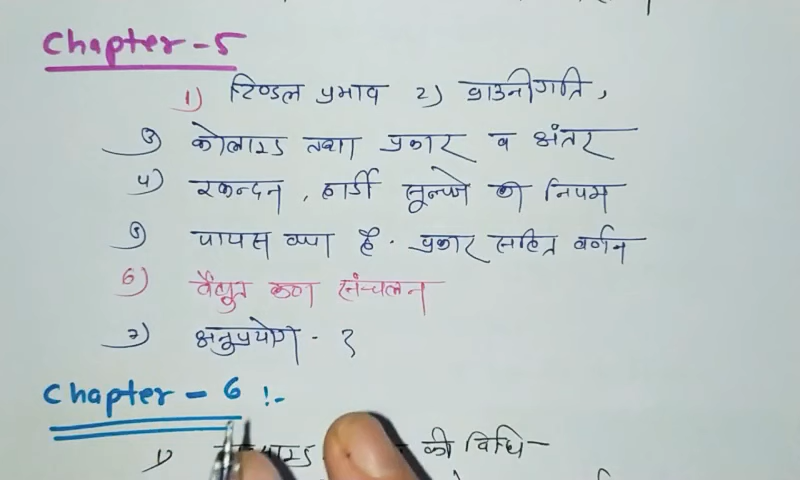 Chapter - 5
1) टिण्डल प्रभाव 2) ब्राउनीगति,
3) कोलाइड तथा प्रकार व अंतर
4) स्कन्दन, हार्डी सुल्जे का नियम
5) पायस क्या है. प्रकार सहित वर्णन
6) वैद्युत कण संचलन
7) अनुप्रयोग - ?
Chapter - 6 :-
1) की विधि -